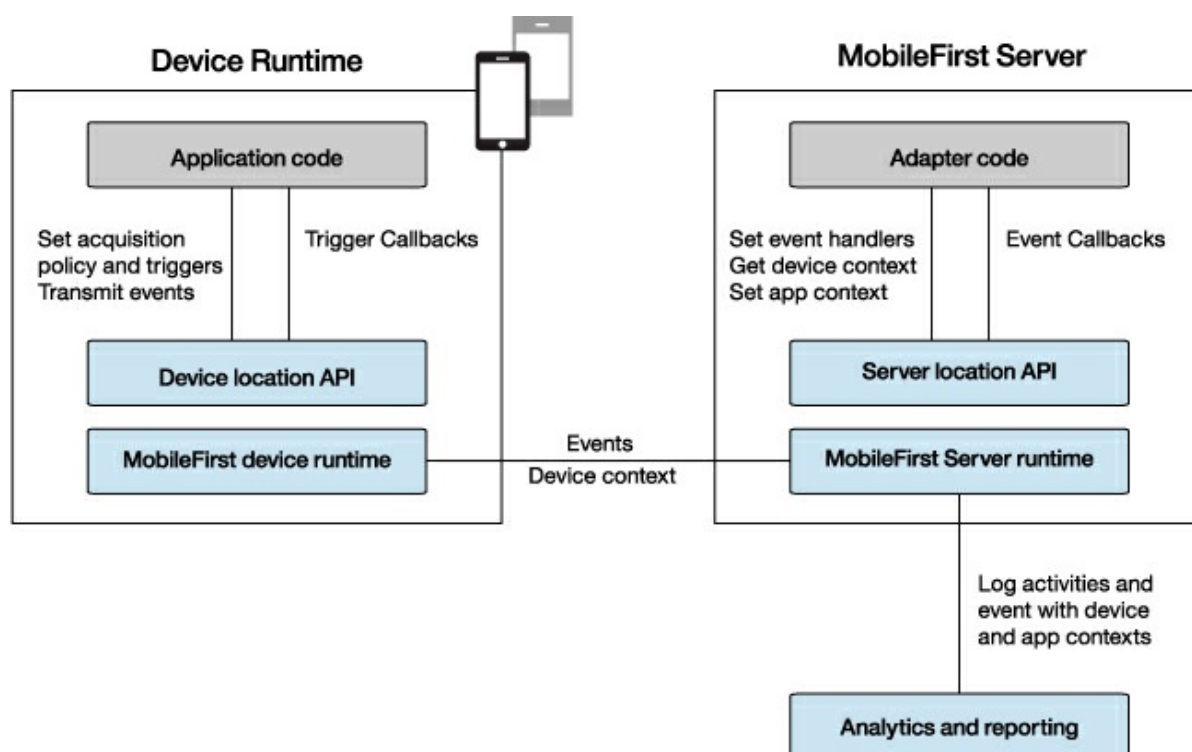 Device Runtime
MobileFirst Server
Application code
Adapter code
Set acquisition
policy and triggers
Transmit events
Trigger Callbacks
Set event handlers
Get device context
Set app context
Event Callbacks
Device location API
Server location API
MobileFirst device runtime
Events
Device context
MobileFirst Server runtime
Log activities and
event with device
and app contexts
Analytics and reporting